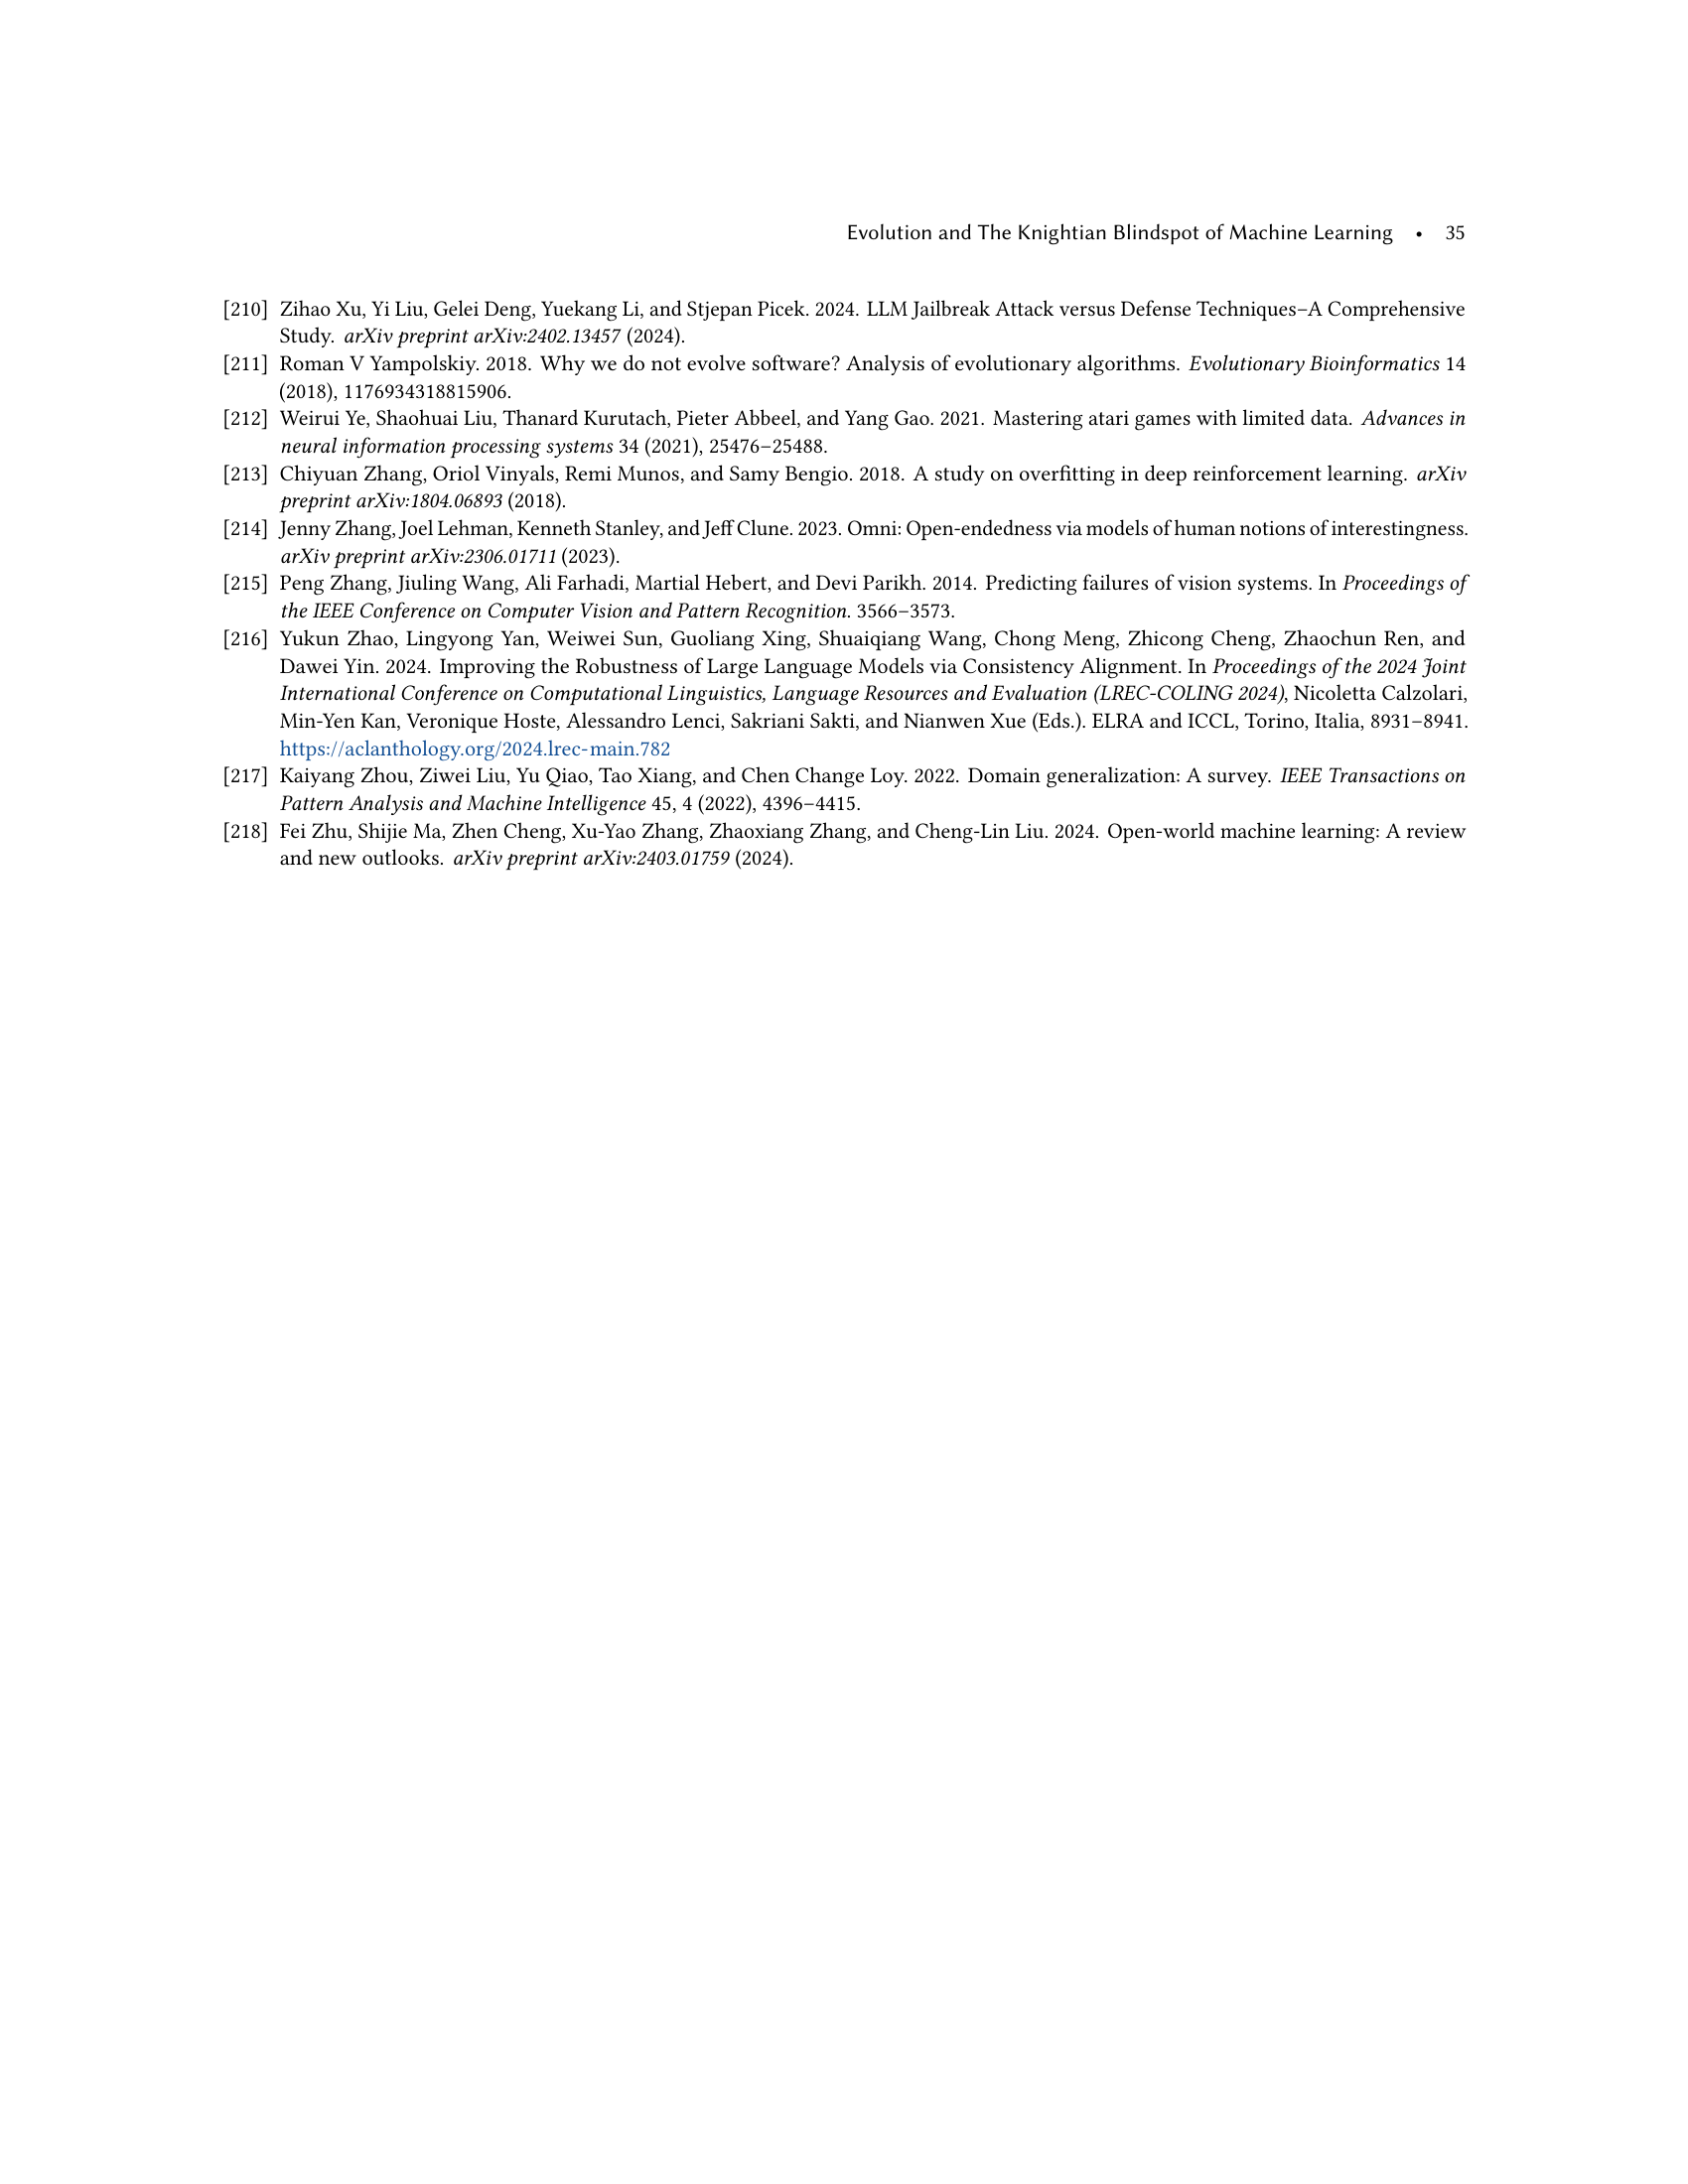 Evolution and The Knightian Blindspot of Machine Learning • 35
[210] Zihao Xu, Yi Liu, Gelei Deng, Yuekang Li, and Stjepan Picek. 2024. LLM Jailbreak Attack versus Defense Techniques–A Comprehensive
Study. arXiv preprint arXiv:2402.13457 (2024).
[211] Roman V Yampolskiy. 2018. Why we do not evolve software? Analysis of evolutionary algorithms. Evolutionary Bioinformatics 14
(2018), 1176934318815906.
[212] Weirui Ye, Shaohuai Liu, Thanard Kurutach, Pieter Abbeel, and Yang Gao. 2021. Mastering atari games with limited data. Advances in
neural information processing systems 34 (2021), 25476–25488.
[213] Chiyuan Zhang, Oriol Vinyals, Remi Munos, and Samy Bengio. 2018. A study on overfitting in deep reinforcement learning. arXiv
preprint arXiv:1804.06893 (2018).
[214] Jenny Zhang, Joel Lehman, Kenneth Stanley, and Jeff Clune. 2023. Omni: Open-endedness via models of human notions of interestingness.
arXiv preprint arXiv:2306.01711 (2023).
[215] Peng Zhang, Jiuling Wang, Ali Farhadi, Martial Hebert, and Devi Parikh. 2014. Predicting failures of vision systems. In Proceedings of
the IEEE Conference on Computer Vision and Pattern Recognition. 3566–3573.
[216] Yukun Zhao, Lingyong Yan, Weiwei Sun, Guoliang Xing, Shuaiqiang Wang, Chong Meng, Zhicong Cheng, Zhaochun Ren, and
Dawei Yin. 2024. Improving the Robustness of Large Language Models via Consistency Alignment. In Proceedings of the 2024 Joint
International Conference on Computational Linguistics, Language Resources and Evaluation (LREC-COLING 2024), Nicoletta Calzolari,
Min-Yen Kan, Veronique Hoste, Alessandro Lenci, Sakriani Sakti, and Nianwen Xue (Eds.). ELRA and ICCL, Torino, Italia, 8931–8941.
https://aclanthology.org/2024.lrec-main.782
[217] Kaiyang Zhou, Ziwei Liu, Yu Qiao, Tao Xiang, and Chen Change Loy. 2022. Domain generalization: A survey. IEEE Transactions on
Pattern Analysis and Machine Intelligence 45, 4 (2022), 4396–4415.
[218] Fei Zhu, Shijie Ma, Zhen Cheng, Xu-Yao Zhang, Zhaoxiang Zhang, and Cheng-Lin Liu. 2024. Open-world machine learning: A review
and new outlooks. arXiv preprint arXiv:2403.01759 (2024).